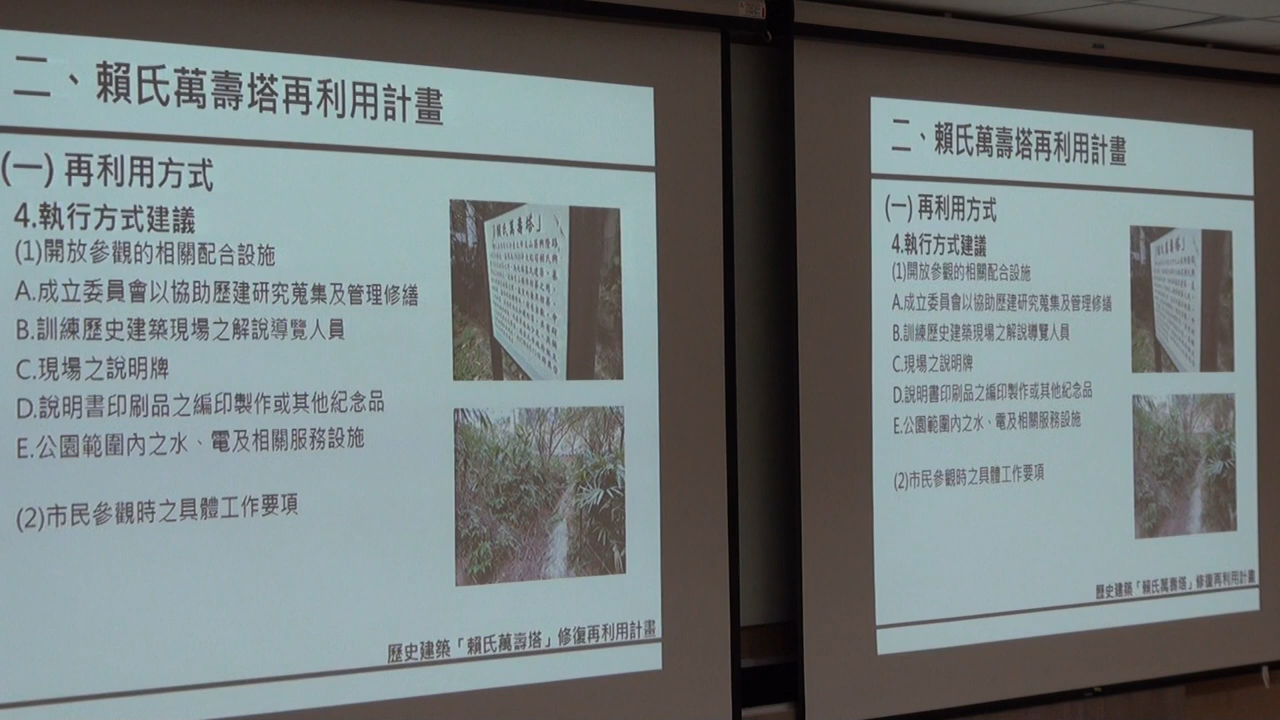 二、賴氏萬壽塔再利用計畫
(一) 再利用方式
4.執行方式建議
(1)開放參觀的相關配合設施
A.成立委員會以協助歷建研究蒐集及管理修繕
B.訓練歷史建築現場之解說導覽人員
C.現場之說明牌
D.說明書印刷品之編印製作或其他紀念品
E.公園範圍內之水、電及相關服務設施
(2)市民參觀時之具體工作要項
「賴氏萬壽塔」
歷史建築「賴氏萬壽塔」修復再利用計畫
二、賴氏萬壽塔再利用計畫
(一) 再利用方式
4.執行方式建議
(1)開放參觀的相關配合設施
A.成立委員會以協助歷建研究蒐集及管理修繕
B.訓練歷史建築現場之解說導覽人員
C.現場之說明牌
D.說明書印刷品之編印製作或其他紀念品
E.公園範圍內之水、電及相關服務設施
(2)市民參觀時之具體工作要項
歷史建築「賴氏萬壽塔」修復再利用計畫